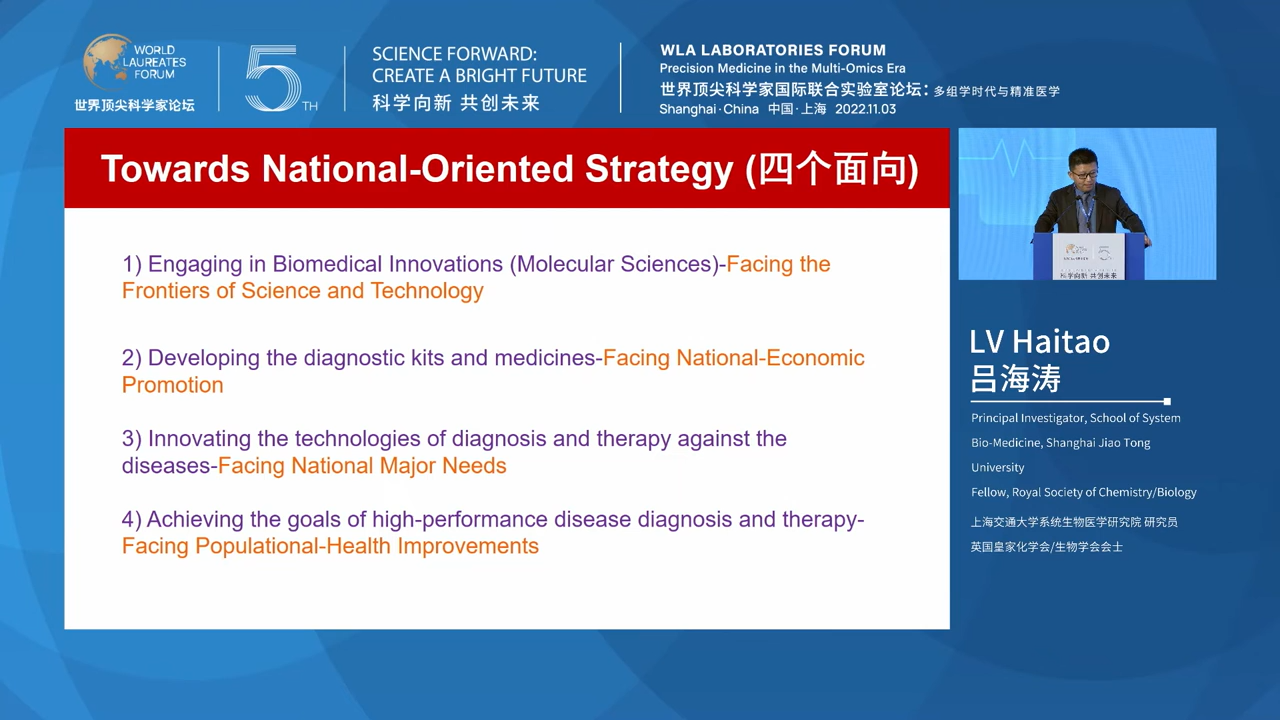 WORLD
LAUREATES
FORUM
世界顶尖科学家论坛
5TH
SCIENCE FORWARD:
CREATE A BRIGHT FUTURE
科学向新 共创未来
WLA LABORATORIES FORUM
Precision Medicine in the Multi-Omics Era
世界顶尖科学家国际联合实验室论坛：多组学时代与精准医学
Shanghai·China 中国·上海 2022.11.03
Towards National-Oriented Strategy (四个面向)
1) Engaging in Biomedical Innovations (Molecular Sciences)-Facing the
Frontiers of Science and Technology
2) Developing the diagnostic kits and medicines-Facing National-Economic
Promotion
3) Innovating the technologies of diagnosis and therapy against the
diseases-Facing National Major Needs
4) Achieving the goals of high-performance disease diagnosis and therapy-
Facing Populational-Health Improvements
科学向新 共创未来
LV Haitao
吕海涛
Principal Investigator, School of System
Bio-Medicine, Shanghai Jiao Tong
University
Fellow, Royal Society of Chemistry/Biology
上海交通大学系统生物医学研究院 研究员
英国皇家化学会/生物学会会士